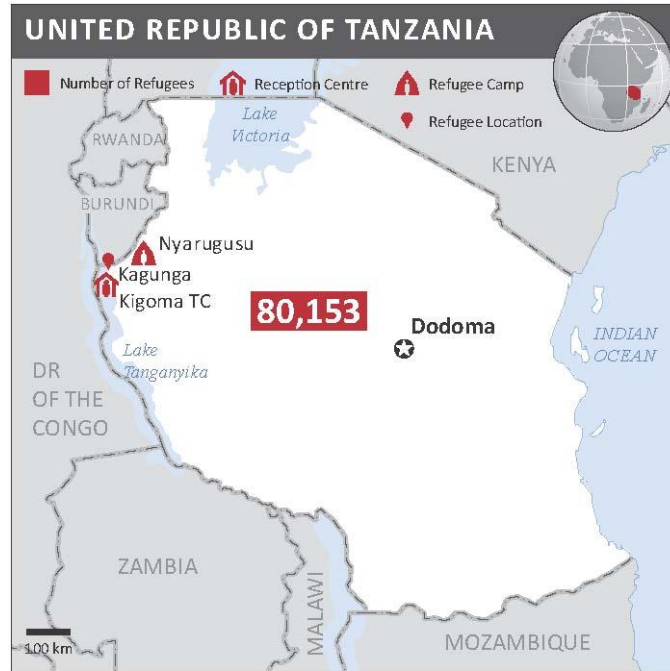 UNITED REPUBLIC OF TANZANIA
Number of Refugees
Reception Centre
Refugee Camp
Refugee Location
Lake
Victoria
RWANDA
KENYA
BURUNDI
Nyarugusu
Kagunga
Kigoma TC
80,153
Dodoma
INDIAN
OCEAN
Lake
Tanganyika
DR
OF THE
CONGO
ZAMBIA
MALAWI
MOZAMBIQUE
100 km